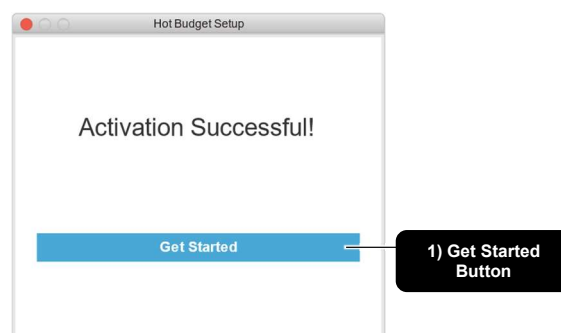 Hot Budget Setup
Activation Successful!
Get Started
1) Get Started
Button